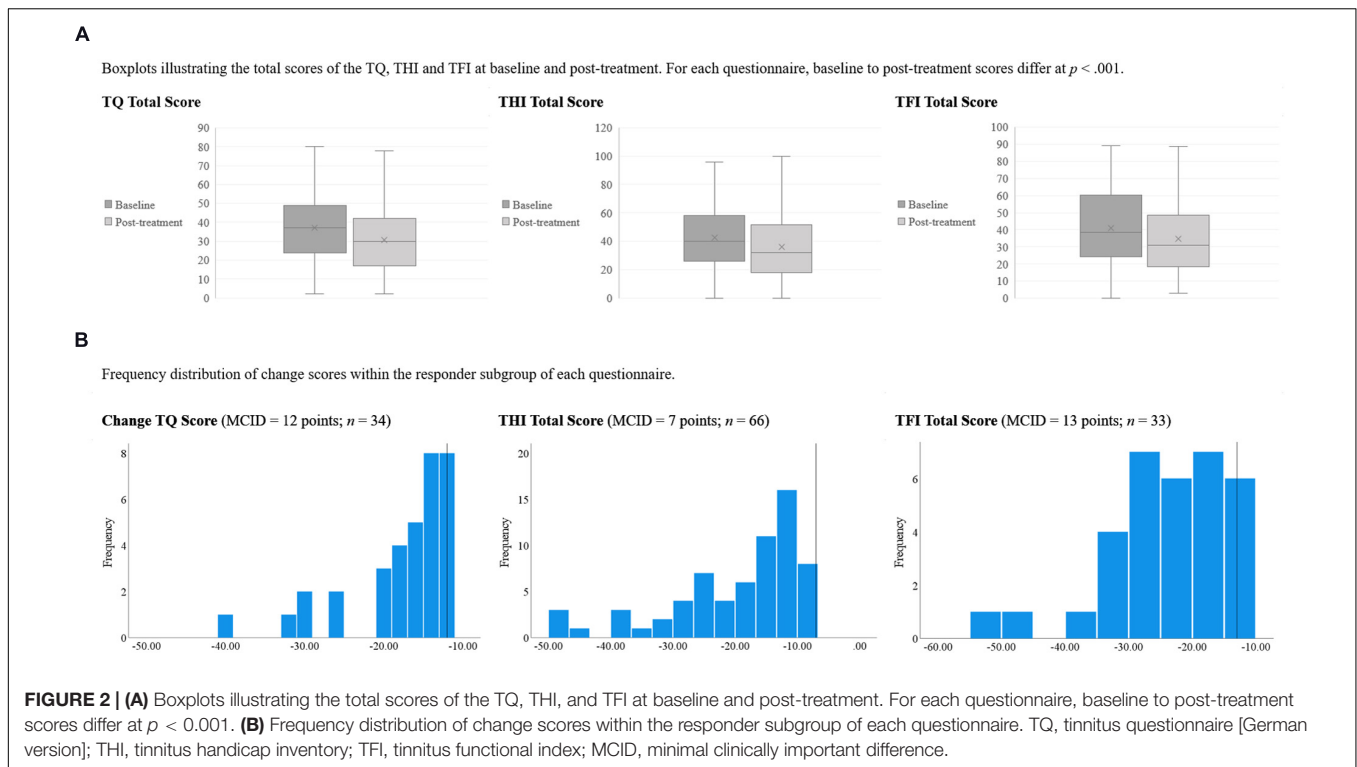 A
Boxplots illustrating the total scores of the TQ, THI and TFI at baseline and post-treatment. For each questionnaire, baseline to post-treatment scores differ at p < .001.
TQ Total Score
90
80
70
60
50
40
30
20
10
0
Baseline
Post-treatment
THI Total Score
120
100
80
60
40
20
0
Baseline
Post-treatment
TFI Total Score
100
90
80
70
60
50
40
30
20
10
0
Baseline
Post-treatment
B
Frequency distribution of change scores within the responder subgroup of each questionnaire.
Change TQ Score (MCID = 12 points; n = 34)
Frequency
8
6
4
2
0
-50.00 -40.00 -30.00 -20.00 -10.00
THI Total Score (MCID = 7 points; n = 66)
Frequency
20
15
10
5
0
-50.00 -40.00 -30.00 -20.00 -10.00 .00
TFI Total Score (MCID = 13 points; n = 33)
Frequency
6
4
2
0
-60.00 -50.00 -40.00 -30.00 -20.00 -10.00
FIGURE 2 | (A) Boxplots illustrating the total scores of the TQ, THI, and TFI at baseline and post-treatment. For each questionnaire, baseline to post-treatment
scores differ at p < 0.001. (B) Frequency distribution of change scores within the responder subgroup of each questionnaire. TQ, tinnitus questionnaire [German
version]; THI, tinnitus handicap inventory; TFI, tinnitus functional index; MCID, minimal clinically important difference.